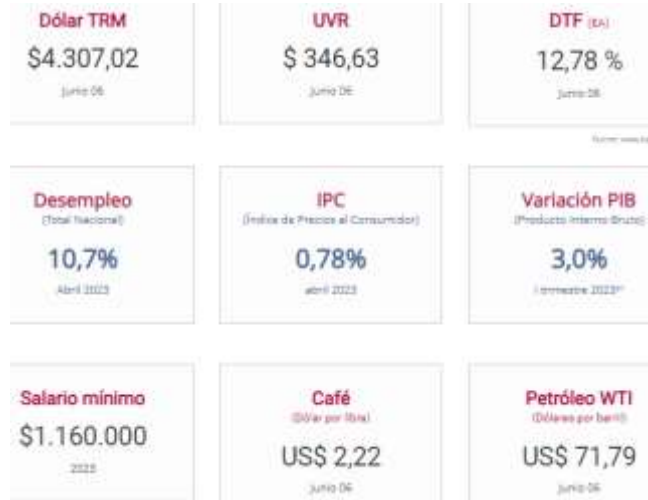 Dólar TRM
$4.307,02
Junio 06
UVR
$ 346,63
Junio 06
DTF (EA)
12,78 %
Junio 06
Desempleo
(Total Nacional)
10,7%
Abril 2023
IPC
(Índice de Precios al Consumidor)
0,78%
abril 2023
Variación PIB
(Producto Interno Bruto)
3,0%
I trimestre 2023
Salario mínimo
$1.160.000
2023
Café
(Dólar por libra)
US$ 2,22
Junio 06
Petróleo WTI
(Dólares por barril)
US$ 71,79
Junio 06